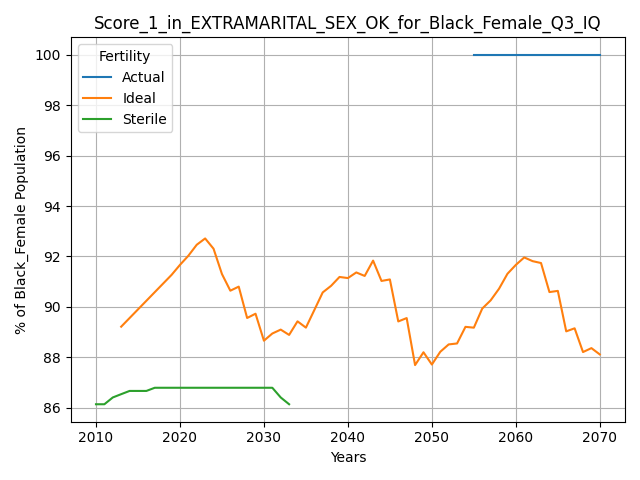 Score_1_in_EXTRAMARITAL_SEX_OK_for_Black_Female_Q3_IQ
Fertility
Actual
Ideal
Sterile
% of Black_Female Population
100
98
96
94
92
90
88
86
2010 2020 2030 2040 2050 2060 2070
Years